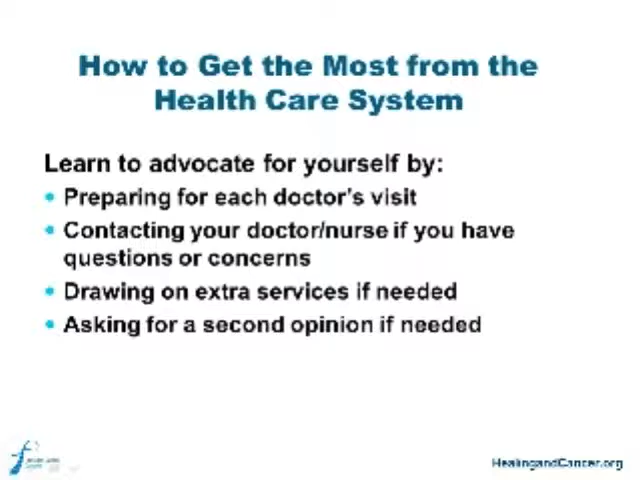 How to Get the Most from the
Health Care System
Learn to advocate for yourself by:
• Preparing for each doctor's visit
• Contacting your doctor/nurse if you have
questions or concerns
• Drawing on extra services if needed
• Asking for a second opinion if needed
HealingandCancer.org